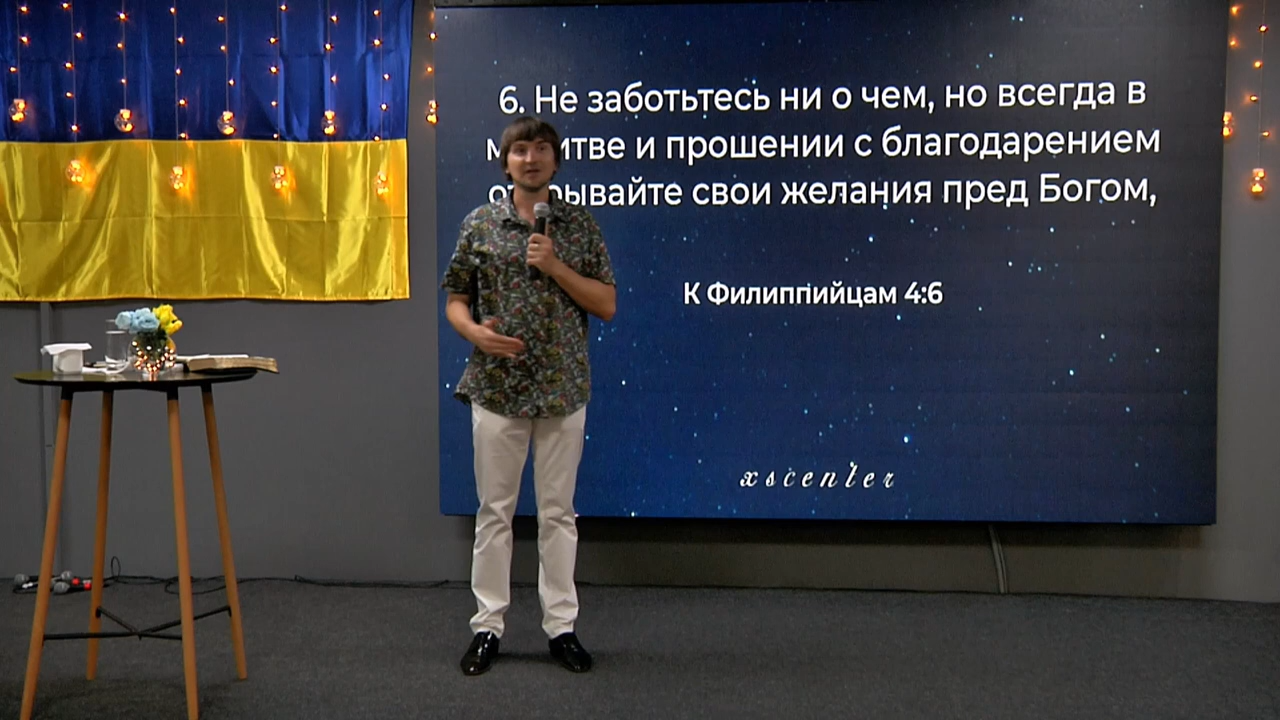 6. Не заботьтесь ни о чем, но всегда в
и прошении с благодарением
свои желания пред Богом,
К Филиппийцам 4:6
xscenter